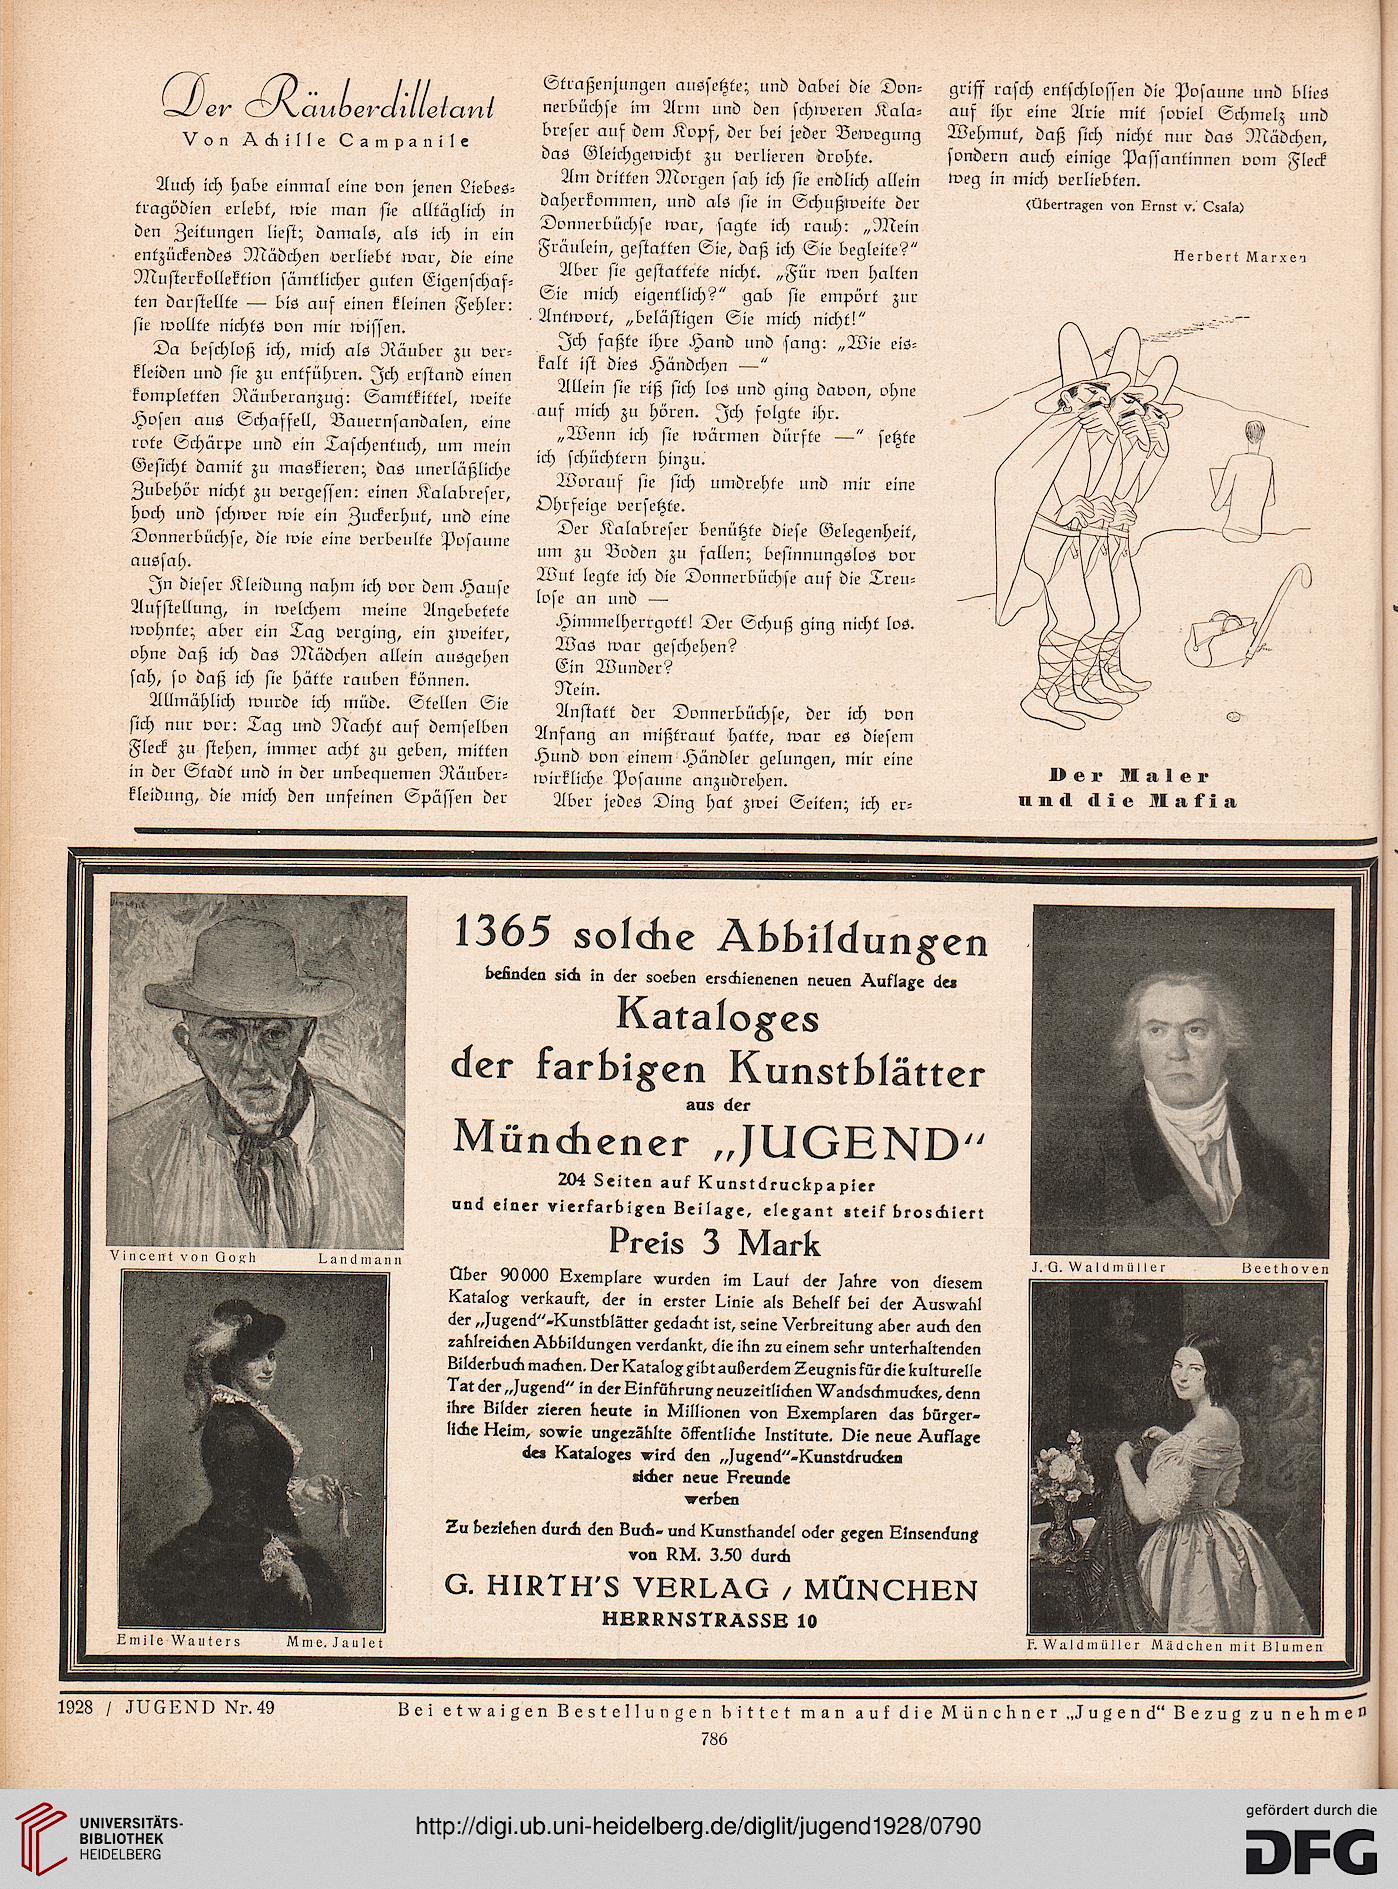 Der Räuberdilletant
Von Achille Campanile
Auch ich habe einmal eine von jenen Liebes-
tragödien erlebt, wie man sie alltäglich in
den Zeitungen liest; damals, als ich in ein
entzückendes Mädchen verliebt war, die eine
Musterkollektion sämtlicher guten Eigenschaf-
ten darstellte — bis auf einen kleinen Fehler:
sie wollte nichts von mir wissen.
Da beschloß ich, mich als Räuber zu ver-
kleiden und sie zu entführen. Ich erstand einen
kompletten Räuberanzug: Samtkittel, weite
Hosen aus Schaffell, Bauernsandalen, eine
rote Schärpe und ein Taschentuch, um mein
Gesicht damit zu maskieren; das unerläßliche
Zubehör nicht zu vergessen: einen Kalabreser,
hoch und schwer wie ein Zuckerhut, und eine
Donnerbüchse, die wie eine verbeulte Posaune
aussah.
In dieser Kleidung nahm ich vor dem Hause
Aufstellung, in welchem meine Angebetete
wohnte; aber ein Tag verging, ein zweiter,
ohne daß ich das Mädchen allein ausgehen
sah, so daß ich sie hätte rauben können.
Allmählich wurde ich müde. Stellen Sie
sich nur vor: Tag und Nacht auf demselben
Fleck zu stehen, immer acht zu geben, mitten
in der Stadt und in der unbequemen Räuber-
kleidung, die mich den unfeinen Spässen der
Straßenjungen aussetzte; und dabei die Don-
nerbüchse im Arm und den schweren Kala-
breser auf dem Kopf, der bei jeder Bewegung
das Gleichgewicht zu verlieren drohte.
Am dritten Morgen sah ich sie endlich allein
daherkommen, und als sie in Schußweite der
Donnerbüchse war, sagte ich rauh: „Mein
Fräulein, gestatten Sie, daß ich Sie begleite?"
Aber sie gestattete nicht. „Für wen halten
Sie mich eigentlich?" gab sie empört zur
Antwort, „belästigen Sie mich nicht!"
Ich faßte ihre Hand und sang: „Wie eis-
kalt ist dies Händchen —"
Allein sie riß sich los und ging davon, ohne
auf mich zu hören. Ich folgte ihr.
„Wenn ich sie wärmen dürfte —" setzte
ich schüchtern hinzu.
Worauf sie sich umdrehte und mir eine
Ohrfeige versetzte.
Der Kalabreser benützte diese Gelegenheit,
um zu Boden zu fallen; besinnungslos vor
Wut legte ich die Donnerbüchse auf die Treu-
lose an und —
Himmelherrgott! Der Schuß ging nicht los.
Was war geschehen?
Ein Wunder?
Nein.
Anstatt der Donnerbüchse, der ich von
Anfang an mißtraut hatte, war es diesem
Hund von einem Händler gelungen, mir eine
wirkliche Posaune anzudrehen.
Aber jedes Ding hat zwei Seiten; ich er-
griff rasch entschlossen die Posaune und blies
auf ihr eine Arie mit soviel Schmelz und
Wehmut, daß sich nicht nur das Mädchen,
sondern auch einige Passantinnen vom Fleck
weg in mich verliebten.
(Übertragen von Ernst v. Csala)
Herbert Marxen
Der Maler
und die Mafia
1365 solche Abbildungen
befinden sich in der soeben erschienenen neuen Auflage des
Kataloges
der farbigen Kunstblätter
aus der
Münchener „JUGEND"
204 Seiten auf Kunstdruckpapier
und einer vierfarbigen Beilage, elegant steif broschiert
Preis 3 Mark
Über 90000 Exemplare wurden im Lauf der Jahre von diesem
Katalog verkauft, der in erster Linie als Behelf bei der Auswahl
der „Jugend"-Kunstblätter gedacht ist, seine Verbreitung aber auch den
zahlreichen Abbildungen verdankt, die ihn zu einem sehr unterhaltenden
Bilderbuch machen. Der Katalog gibt außerdem Zeugnis für die kulturelle
Tat der „Jugend" in der Einführung neuzeitlichen Wandschmuckes, denn
ihre Bilder zieren heute in Millionen von Exemplaren das bürger-
liche Heim, sowie ungezählte öffentliche Institute. Die neue Auflage
des Kataloges wird den „Jugend"-Kunstdrucken
sicher neue Freunde
werben
Zu beziehen durch den Buch- und Kunsthandel oder gegen Einsendung
von RM. 3.50 durch
G. HIRTH'S VERLAG / MÜNCHEN
HERRNSTRASSE 10
Vincent von Gogh Landmann
Emile Wauters Mme. Jaulet
J. G. Waldmüller Beethoven
F. Waldmüller Mädchen mit Blumen
1928 / JUGEND Nr. 49
Bei etwaigen Bestellungen bittet man auf die Münchner „Jugend" Bezug zu nehmen
786
UNIVERSITÄTS-
BIBLIOTHEK
HEIDELBERG
http://digi.ub.uni-heidelberg.de/diglit/jugend1928/0790
gefördert durch die
DFG